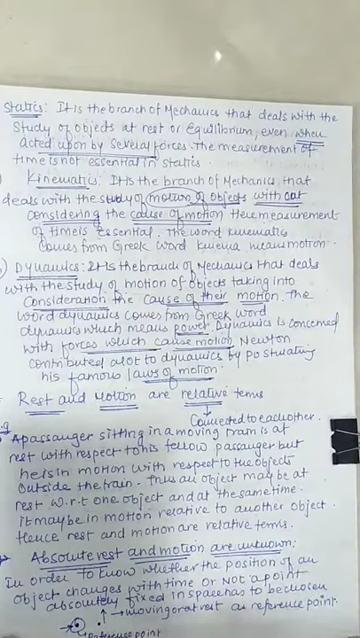 Statics: It is the branch of Mechanics that deals with the
study of objects at rest or Equilibrium, even when
acted upon by several forces. The measurement of
time is not essential in statics.
Kinematics: It is the branch of Mechanics, that
deals with the study of motion of objects with out
considering the cause of motion Here measurement
of time is essential. The word kinematics
comes from Greek word kinema means motion.
Dynamics: It is the branch of Mechanics that deals
with the study of motion of objects taking into
Consideration the cause of their motion. The
word dynamics comes from Greek word
dynamis which means power. Dynamics is concerned
with forces which cause motion Newton
contributed a lot to dynamics by postulating
his famous laws of motion.
Rest and Motion are relative terms
Connected to each other.
A passanger sitting in a moving train is at
rest with respect to his fellow passanger but
he is in motion with respect to the objects
outside the train. Thus an object may be at
rest w.r.t one object and at the same time.
it may be in motion relative to another object.
Hence rest and motion are relative terms.
Absolute rest and motion are unknown:
In order to know whether the position of an
object changes with time or not a point
absolutely fixed in space has to be chosen
moving or at rest as reference point.
Reference point